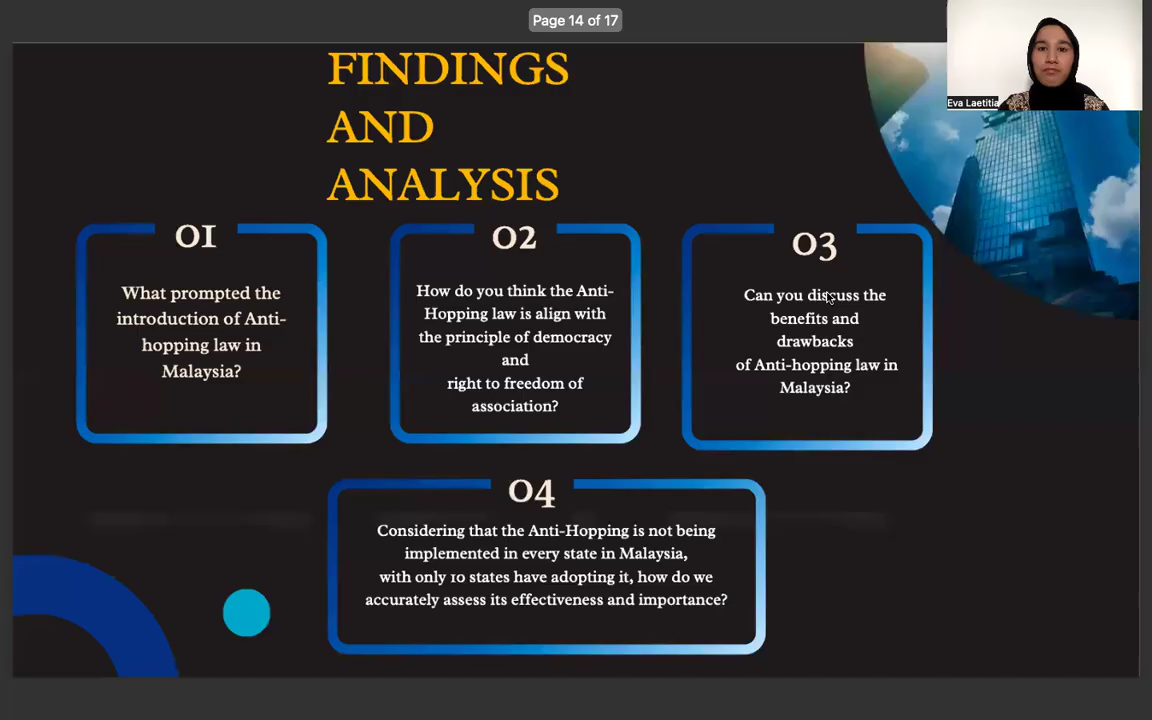 Page 14 of 17
Eva Laetitia
FINDINGS
AND
ANALYSIS
01
What prompted the
introduction of Anti-
hopping law in
Malaysia?
02
How do you think the Anti-
Hopping law is align with
the principle of democracy
and
right to freedom of
association?
03
Can you discuss the
benefits and
drawbacks
of Anti-hopping law in
Malaysia?
04
Considering that the Anti-Hopping is not being
implemented in every state in Malaysia,
with only 10 states have adopting it, how do we
accurately assess its effectiveness and importance?